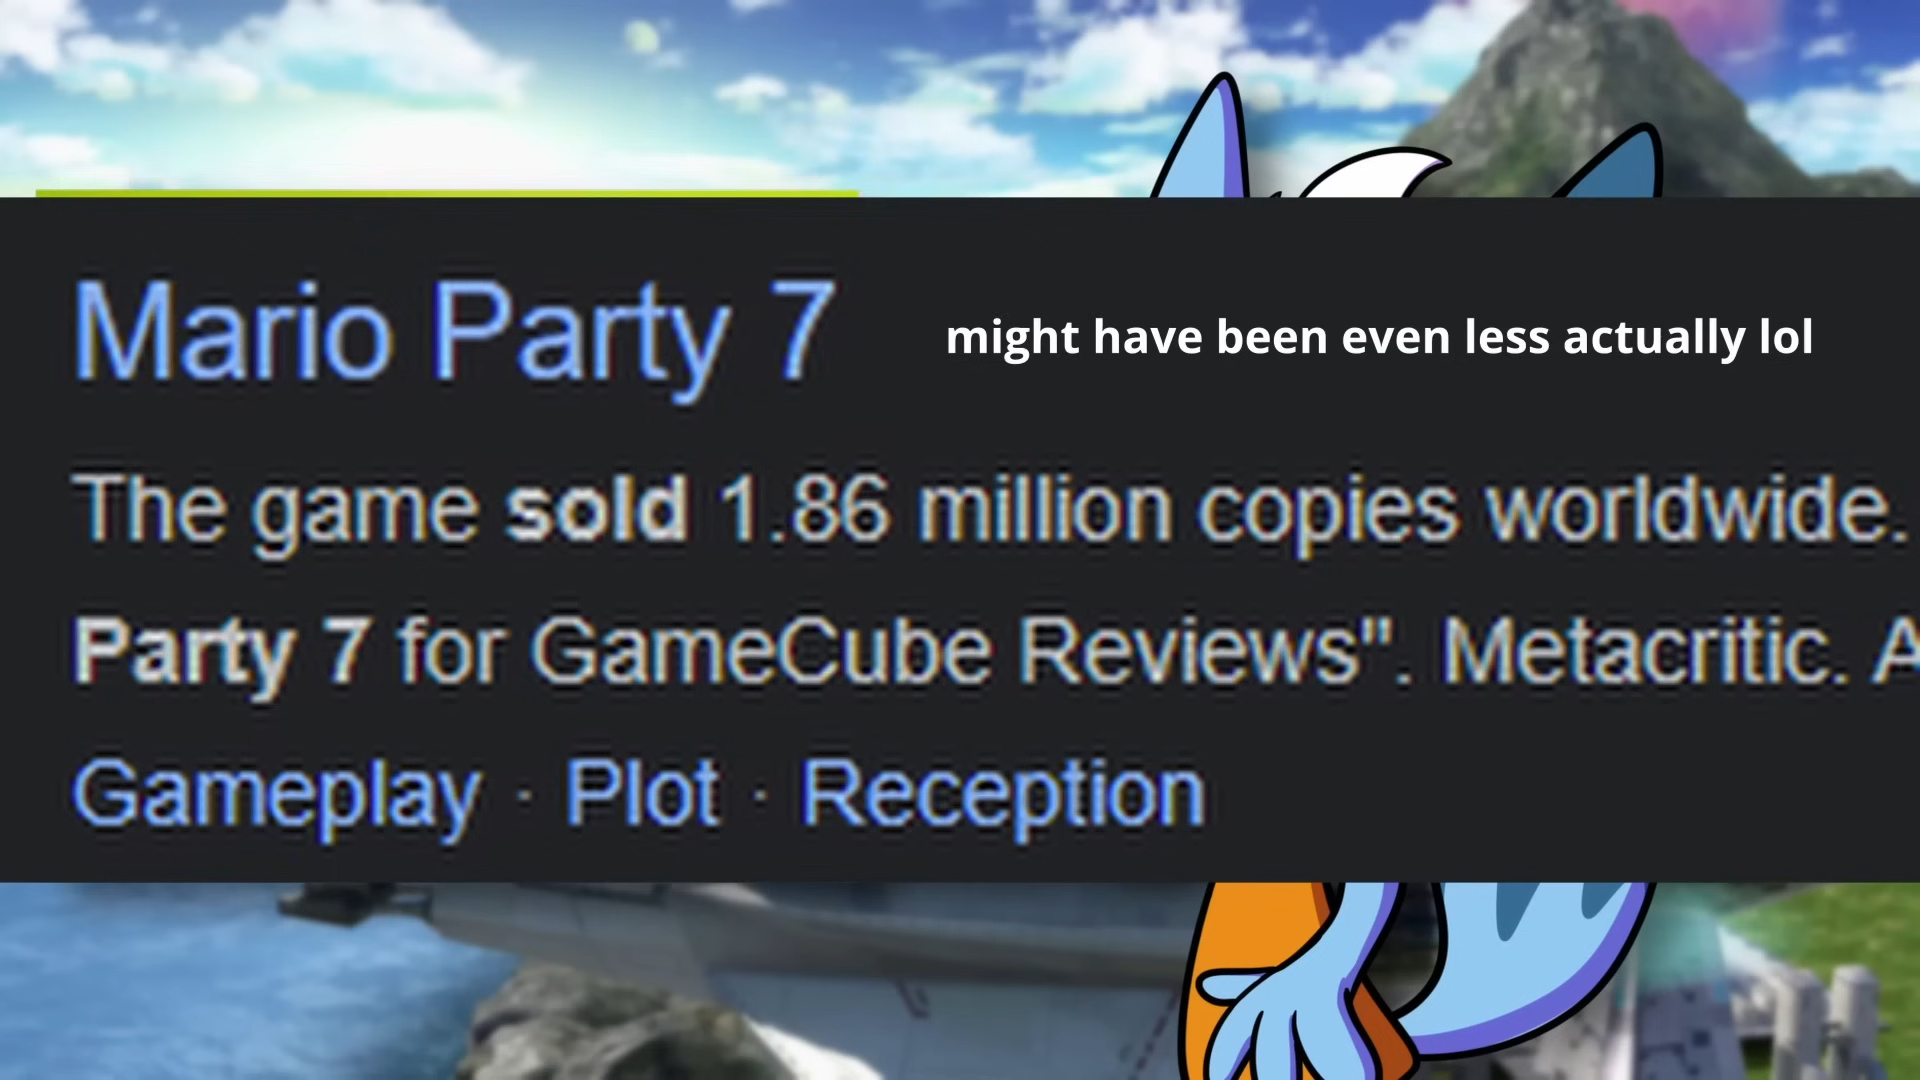 Mario Party 7
might have been even less actually lol
The game sold 1.86 million copies worldwide.
Party 7 for GameCube Reviews". Metacritic. A
Gameplay · Plot · Reception